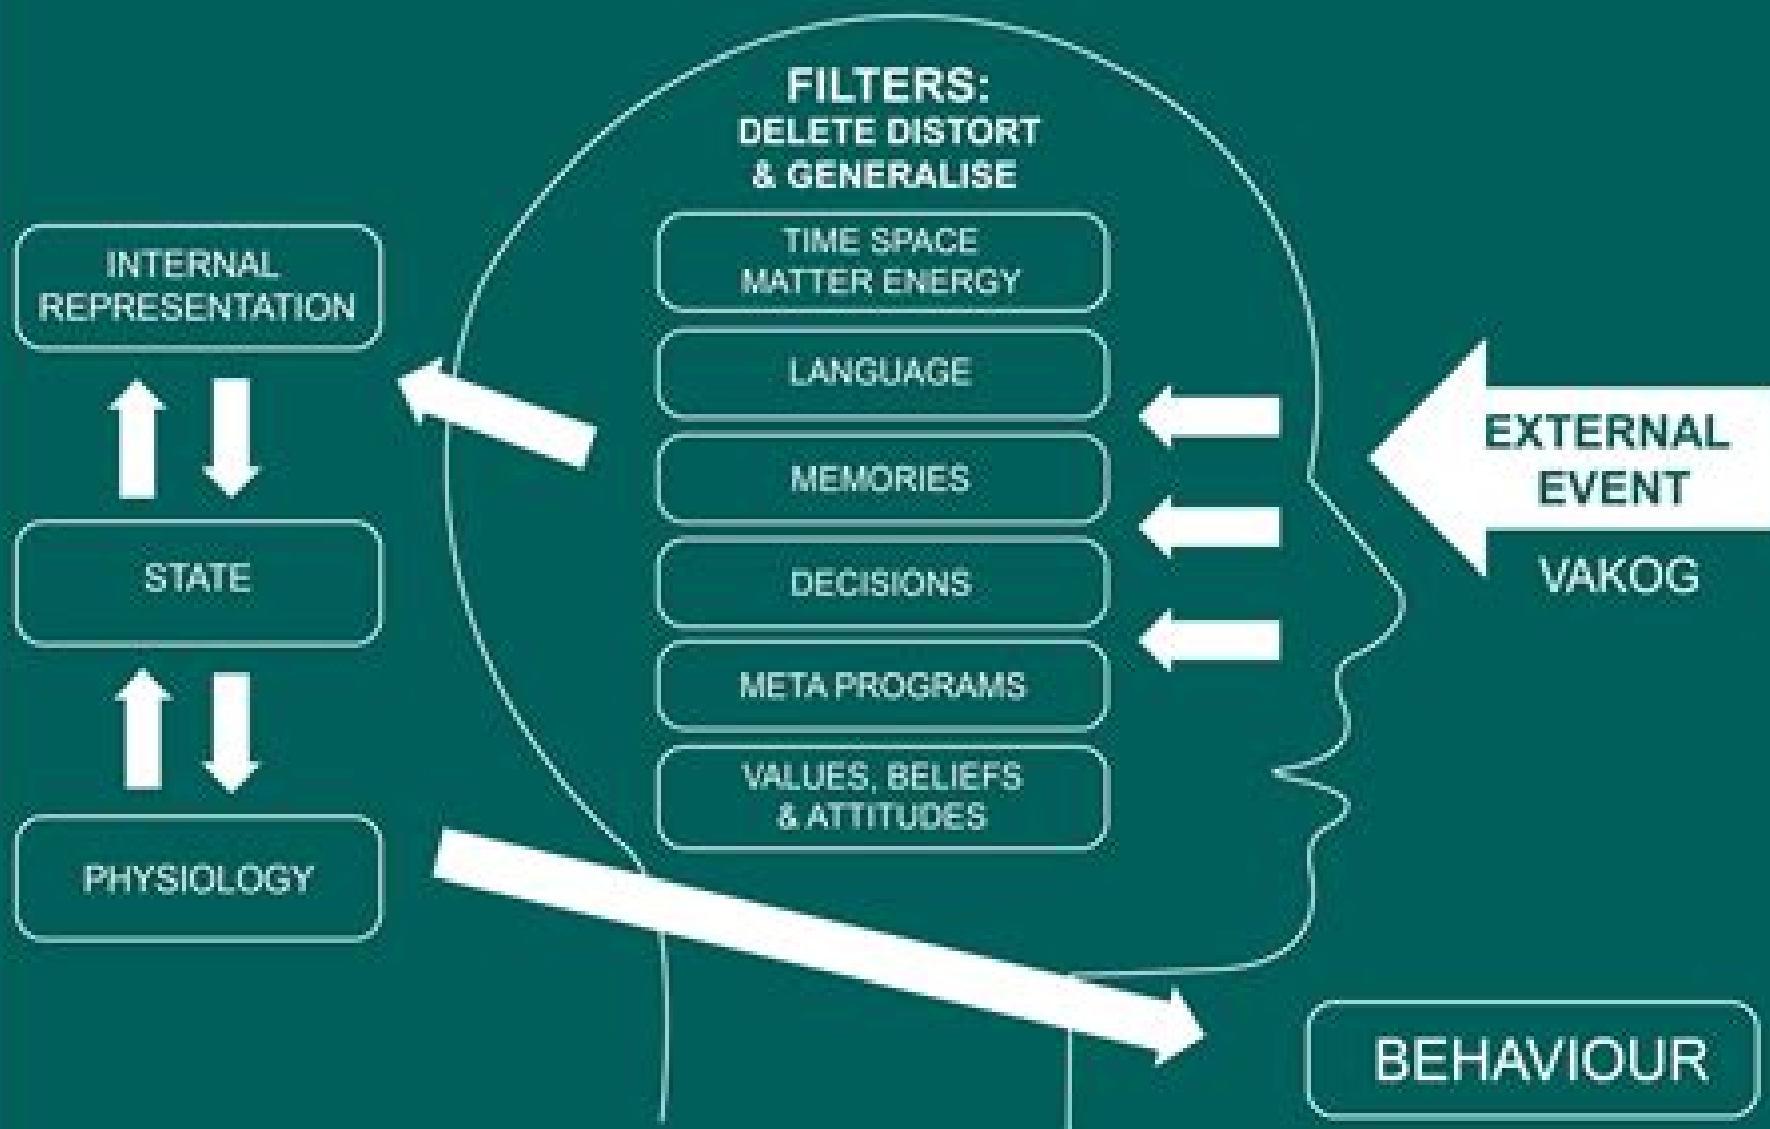 FILTERS:
DELETE DISTORT
& GENERALISE
TIME SPACE
MATTER ENERGY
LANGUAGE
MEMORIES
DECISIONS
META PROGRAMS
VALUES, BELIEFS
& ATTITUDES
INTERNAL
REPRESENTATION
STATE
PHYSIOLOGY
EXTERNAL
EVENT
VAKOG
BEHAVIOUR